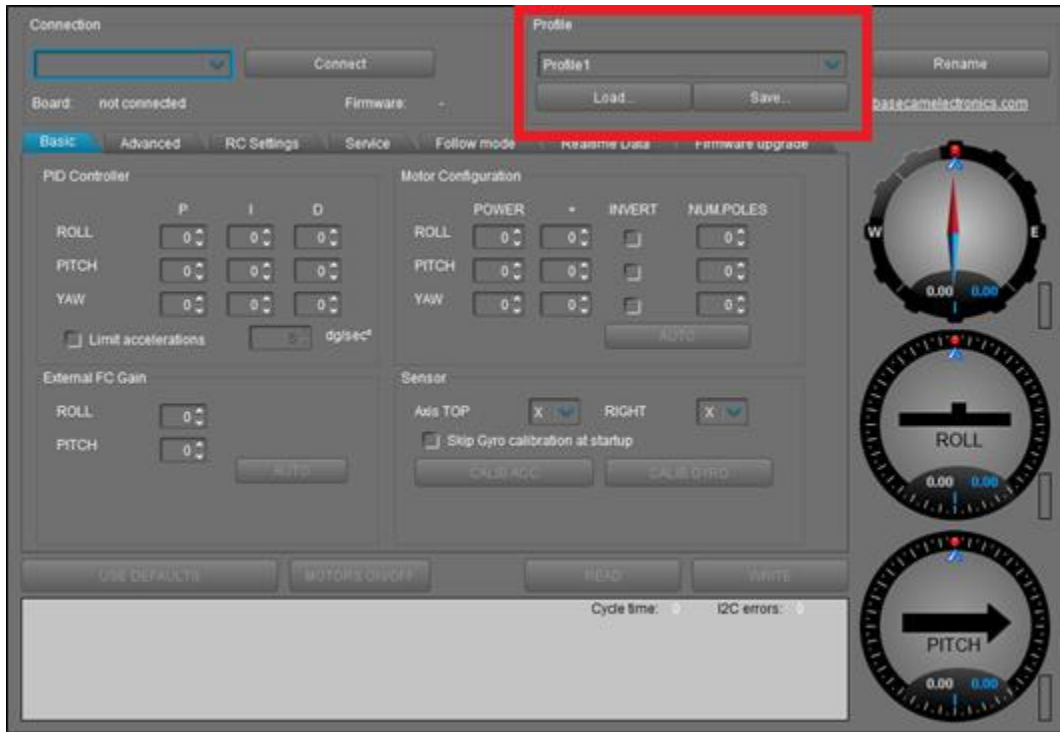 Connection
Profile
Profile1
Connect
Rename
Load...
Save...
Board: not connected
Firmware: -
basecamelectronics.com
Basic Advanced RC Settings Service Follow mode Realtime Data Firmware upgrade
PID Controller
P I D
ROLL 0 0 0
PITCH 0 0 0
YAW 0 0 0
Limit accelerations dg/sec²
Motor Configuration
POWER + INVERT NUM.POLES
ROLL 0 0 0
PITCH 0 0 0
YAW 0 0 0
AUTO
External FC Gain
ROLL 0
PITCH 0
AUTO
Sensor
Axis TOP X RIGHT X
Skip Gyro calibration at startup
CALIB.ACC CALIB.GYRO
USE DEFAULTS MOTORS ON/OFF READ WRITE
Cycle time: 0 I2C errors: 0
W E
0.00 0.00
ROLL
0.00 0.00
PITCH
0.00 0.00